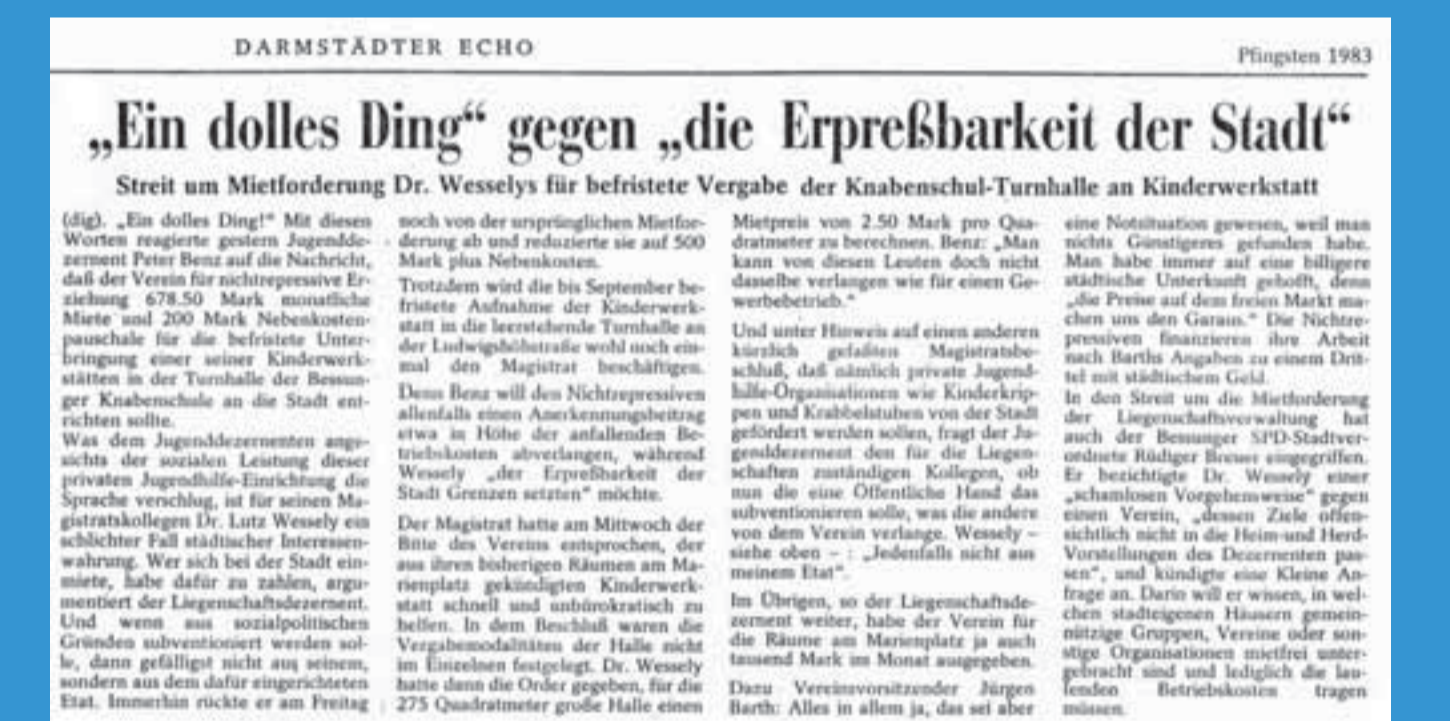 DARMSTÄDTER ECHO
Pfingsten 1983
„Ein dolles Ding“ gegen „die Erpreßbarkeit der Stadt“
Streit um Mietforderung Dr. Wesselys für befristete Vergabe der Knabenschul-Turnhalle an Kinderwerkstatt
(dig). „Ein dolles Ding!“ Mit diesen
Worten reagierte gestern Jugendde-
zernent Peter Benz auf die Nachricht,
daß der Verein für nichtrepressive Er-
ziehung 678.50 Mark monatliche
Miete und 200 Mark Nebenkosten-
pauschale für die befristete Unter-
bringung einer seiner Kinderwerk-
stätten in der Turnhalle der Bessun-
ger Knabenschule an die Stadt ent-
richten sollte.
Was dem Jugenddezernenten ange-
sichts der sozialen Leistung dieser
privaten Jugendhilfe-Einrichtung die
Sprache verschlug, ist für seinen Ma-
gistratskollegen Dr. Lutz Wessely ein
schlichter Fall städtischer Interessen-
wahrung. Wer sich bei der Stadt ein-
miete, habe dafür zu zahlen, argu-
mentiert der Liegenschaftsdezernent.
Und wenn aus sozialpolitischen
Gründen subventioniert werden sol-
le, dann gefälligst nicht aus seinem,
sondern aus dem dafür eingerichteten
Etat. Immerhin rückte er am Freitag
noch von der ursprünglichen Mietfor-
derung ab und reduzierte sie auf 500
Mark plus Nebenkosten.
Trotzdem wird die bis September be-
fristete Aufnahme der Kinderwerk-
statt in die leerstehende Turnhalle an
der Ludwigshöhstraße wohl noch ein-
mal den Magistrat beschäftigen.
Denn Benz will den Nichtrepressiven
allenfalls einen Anerkennungsbeitrag
etwa in Höhe der anfallenden Be-
triebskosten abverlangen, während
Wessely „der Erpreßbarkeit der
Stadt Grenzen setzten“ möchte.
Der Magistrat hatte am Mittwoch der
Bitte des Vereins entsprochen, der
aus ihren bisherigen Räumen am Ma-
rienplatz gekündigten Kinderwerk-
statt schnell und unbürokratisch zu
helfen. In dem Beschluß waren die
Vergabemodalitäten der Halle nicht
im Einzelnen festgelegt. Dr. Wessely
hatte dann die Order gegeben, für die
275 Quadratmeter große Halle einen
Mietpreis von 2.50 Mark pro Qua-
dratmeter zu berechnen. Benz: „Man
kann von diesen Leuten doch nicht
dasselbe verlangen wie für einen Ge-
werbebetrieb.“
Und unter Hinweis auf einen anderen
kürzlich gefaßten Magistratsbe-
schluß, daß nämlich private Jugend-
hilfe-Organisationen wie Kinderkrip-
pen und Krabbelstuben von der Stadt
gefördert werden sollen, fragt der Ju-
genddezernent den für die Liegen-
schaften zuständigen Kollegen, ob
nun die eine Öffentliche Hand das
subventionieren solle, was die andere
von dem Verein verlange. Wessely –
siehe oben – : „Jedenfalls nicht aus
meinem Etat“.
Im Übrigen, so der Liegenschaftsde-
zernent weiter, habe der Verein für
die Räume am Marienplatz ja auch
tausend Mark im Monat ausgegeben.
Dazu Vereinsvorsitzender Jürgen
Barth: Alles in allem ja, das sei aber
eine Notsituation gewesen, weil man
nichts Günstigeres gefunden habe.
Man habe immer auf eine billigere
städtische Unterkunft gehofft, denn
„die Preise auf dem freien Markt ma-
chen uns den Garaus.“ Die Nichtre-
pressiven finanzieren ihre Arbeit
nach Barths Angaben zu einem Drit-
tel mit städtischem Geld.
In den Streit um die Mietforderung
der Liegenschaftsverwaltung hat
auch der Bessunger SPD-Stadtver-
ordnete Rüdiger Breuer eingegriffen.
Er bezichtigte Dr. Wessely einer
„schamlosen Vorgehensweise“ gegen
einen Verein, „dessen Ziele offen-
sichtlich nicht in die Heim-und Herd-
Vorstellungen des Dezernenten pas-
sen“, und kündigte eine Kleine An-
frage an. Darin will er wissen, in wel-
chen stadteigenen Häusern gemein-
nützige Gruppen, Vereine oder son-
stige Organisationen mietfrei unter-
gebracht sind und lediglich die lau-
fenden Betriebskosten tragen
müssen.